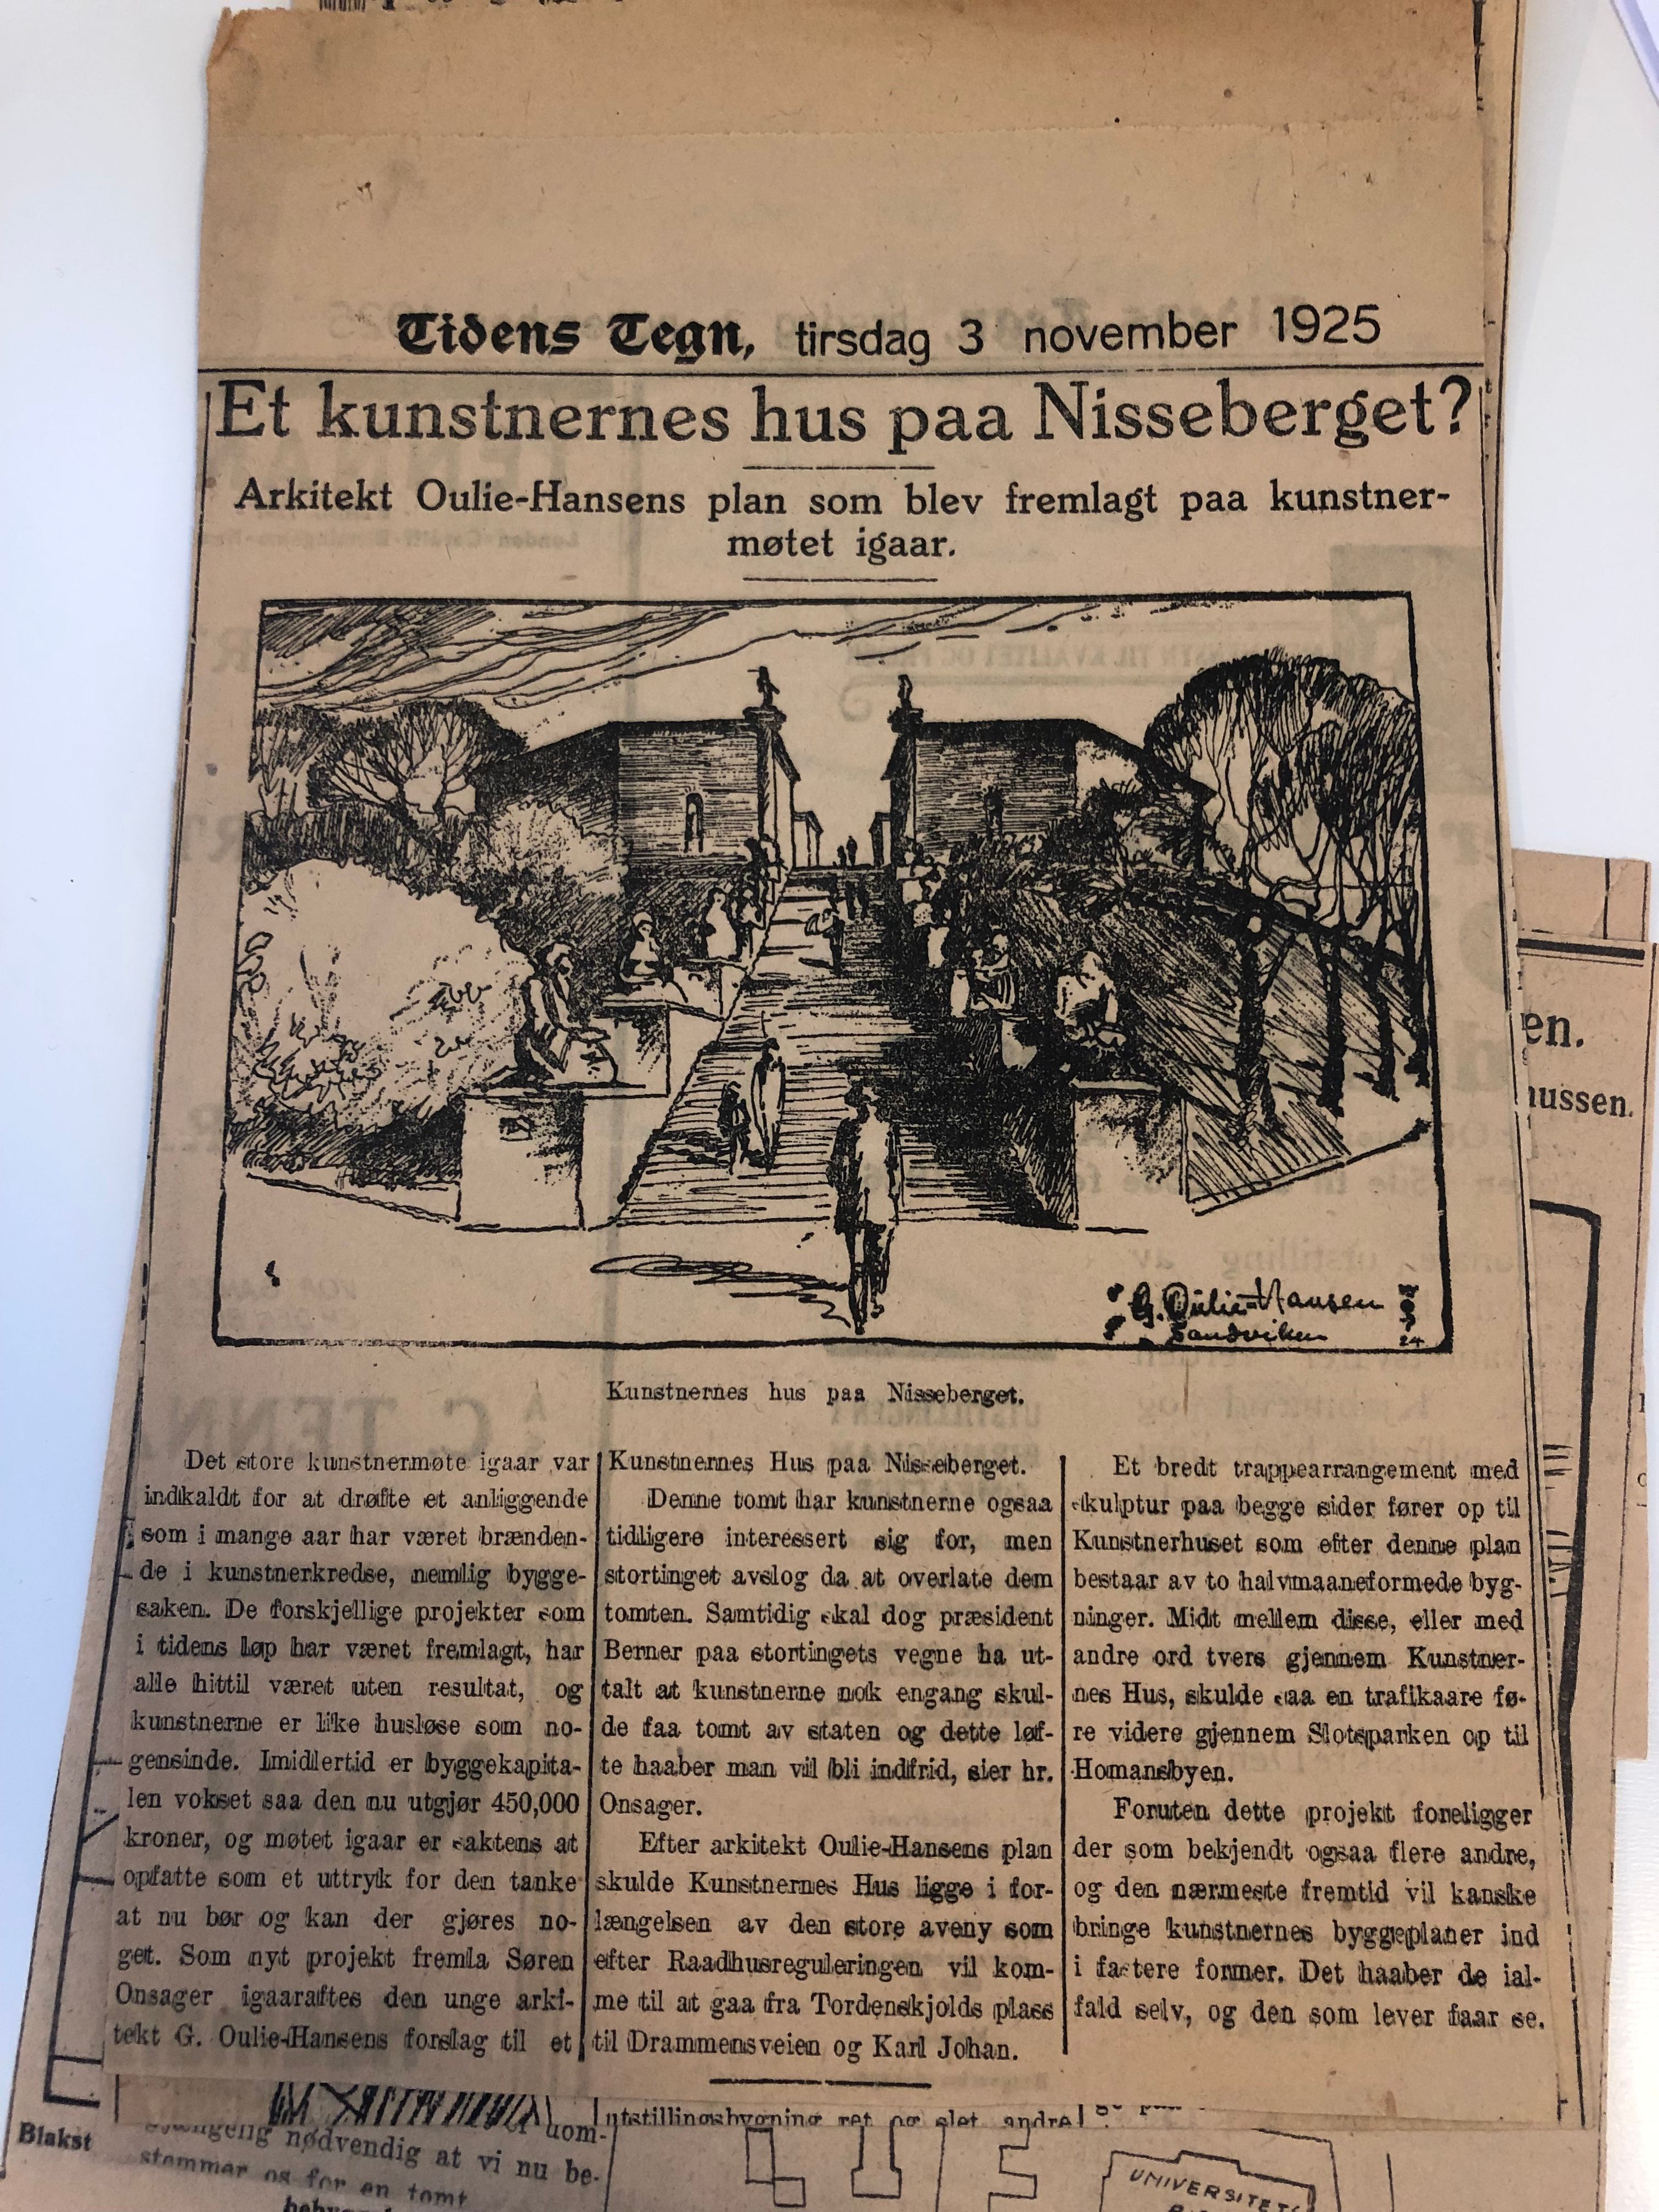 Tidens Tegn, tirsdag 3 november 1925
Et kunstnernes hus paa Nisseberget?
Arkitekt Oulie-Hansens plan som blev fremlagt paa kunstner-
møtet igaar.
G. Oulie-Hansen
Sandviken
24
Kunstnernes hus paa Nisseberget.
Det store kunstnermøte igaar var
indkaldt for at drøfte et anliggende
som i mange aar har været brænden-
de i kunstnerkredse, nemlig bygge-
saken. De forskjellige projekter som
i tidens løp har været fremlagt, har
alle hittil været uten resultat, og
kunstnerne er like husløse som no-
gensinde. Imidlertid er byggekapita-
len vokset saa den nu utgjør 450,000
kroner, og møtet igaar er saktens at
opfatte som et uttryk for den tanke
at nu bør og kan der gjøres no-
get. Som nyt projekt fremla Søren
Onsager igaaraftes den unge arki-
tekt G. Oulie-Hansens forslag til et
Kunstnernes Hus paa Nisseberget.
Denne tomt har kunstnerne ogsaa
tidligere interessert sig for, men
stortinget avslog da at overlate dem
tomten. Samtidig skal dog præsident
Berner paa stortingets vegne ha ut-
talt at kunstnerne nok engang skul-
de faa tomt av staten og dette løf-
te haaber man vil bli indfrid, sier hr.
Onsager.
Efter arkitekt Oulie-Hansens plan
skulde Kunstnernes Hus ligge i for-
længelsen av den store aveny som
efter Raadhusreguleringen vil kom-
me til at gaa fra Tordenskjolds plass
til Drammensveien og Karl Johan.
Et bredt trappearrangement med
skulptur paa begge sider fører op til
Kunstnerhuset som efter denne plan
bestaar av to halvmaaneformede byg-
ninger. Midt mellem disse, eller med
andre ord tvers gjennem Kunstner-
nes Hus, skulde saa en trafikaare fø-
re videre gjennem Slotsparken op til
Homansbyen.
Foruten dette projekt foreligger
der som bekjendt ogsaa flere andre,
og den nærmeste fremtid vil kanske
bringe kunstnernes byggeplaner ind
i fastere former. Det haaber de ial-
fald selv, og den som lever faar se.
en.
mussen.
Blakst
nødvendig at vi nu be-
stemmer os for en tomt
utstillingsbygning ret og slet andre
UNIVERSITETS